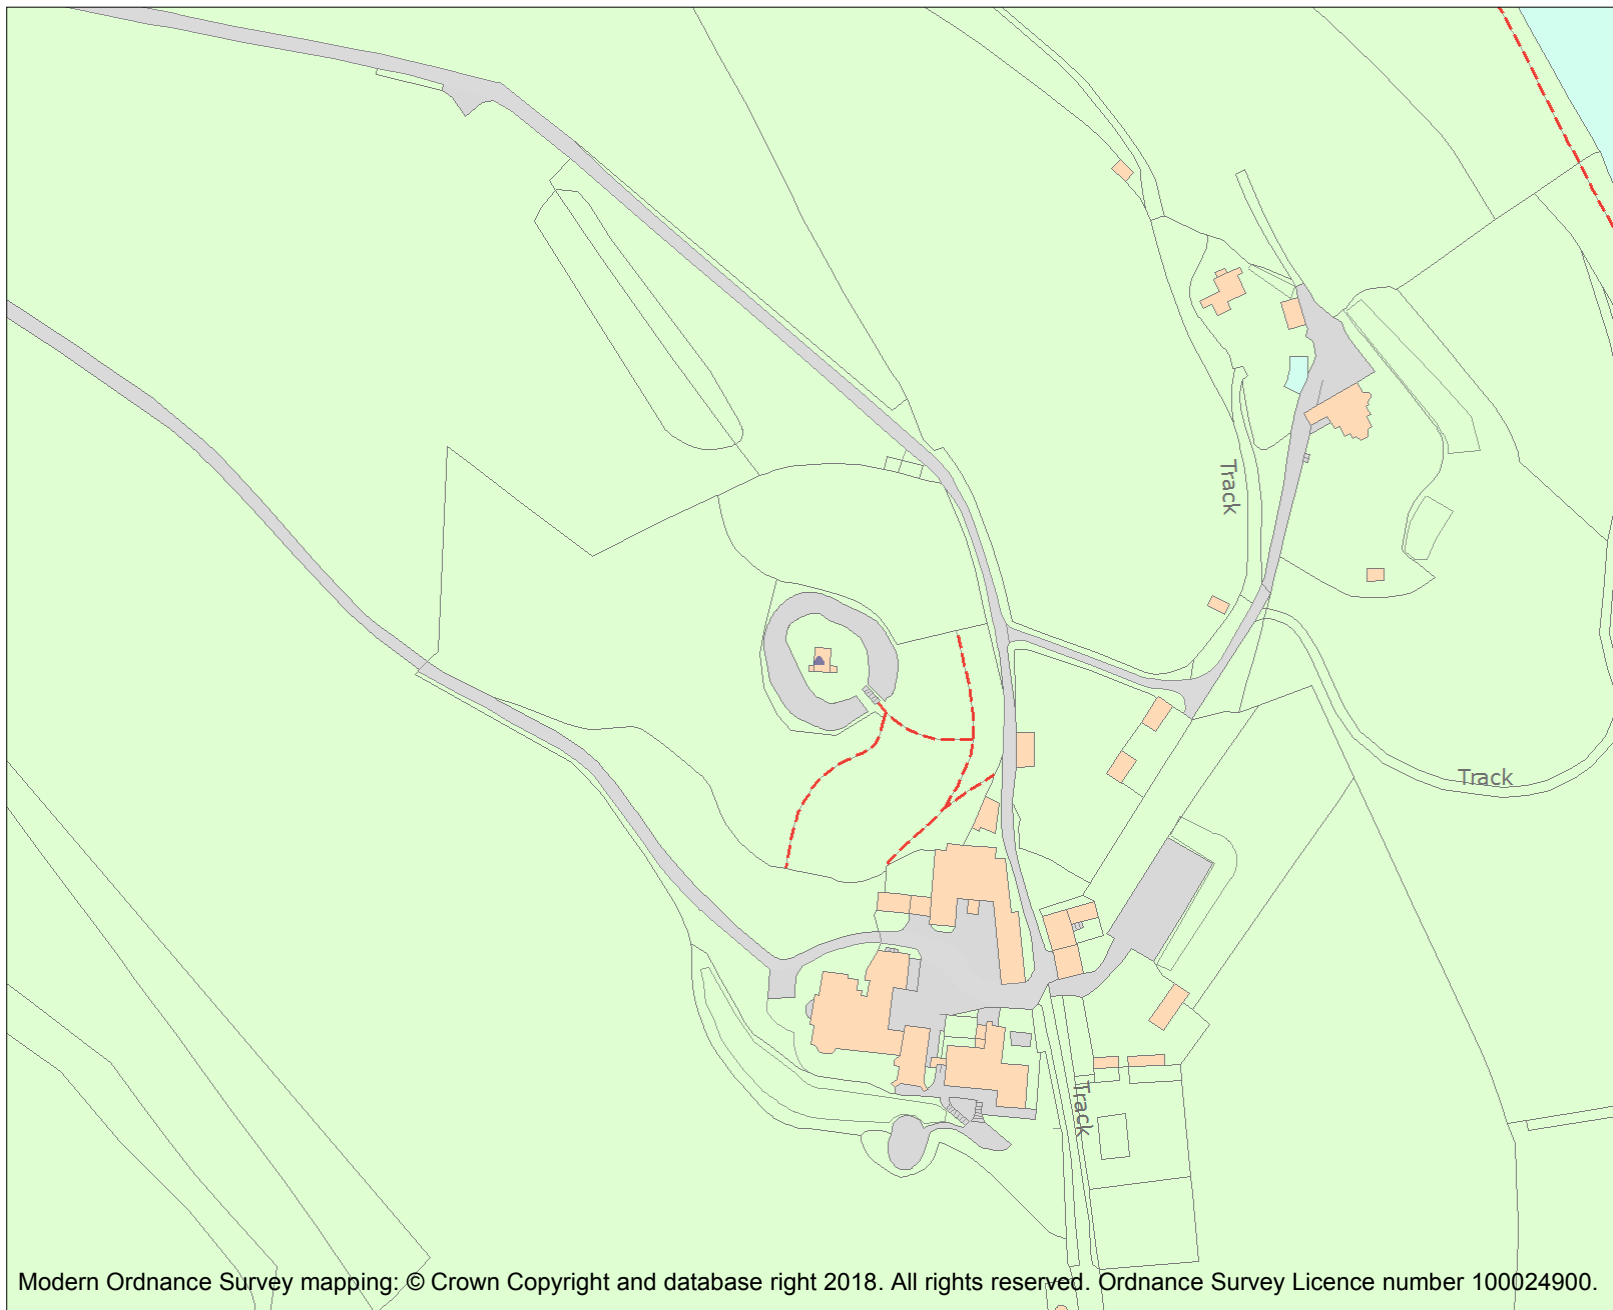 Track
Track
Track
Modern Ordnance Survey mapping: © Crown Copyright and database right 2018. All rights reserved. Ordnance Survey Licence number 100024900.